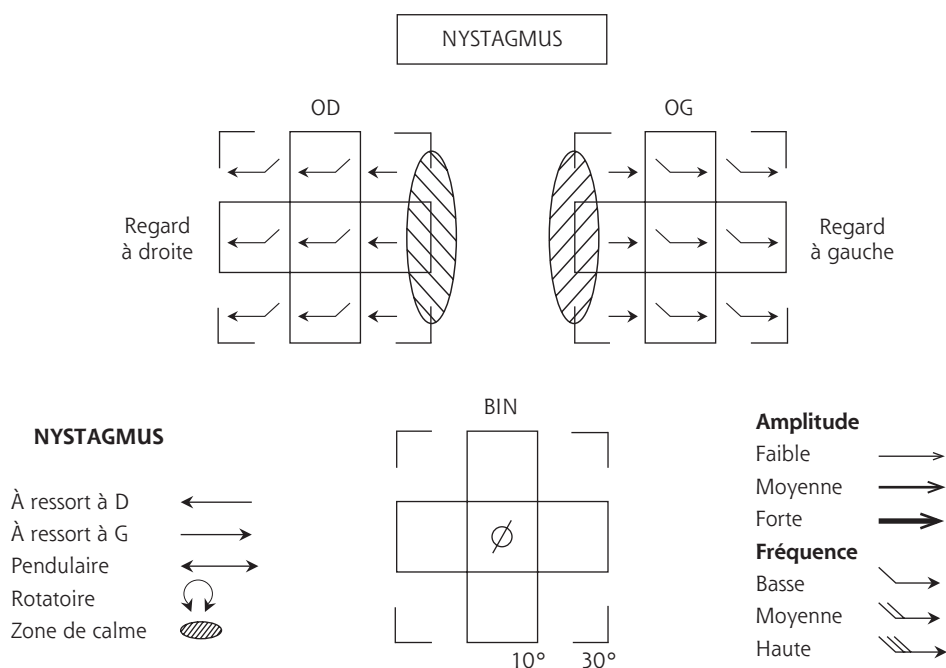 NYSTAGMUS
OD
OG
Regard
à droite
Regard
à gauche
BIN
NYSTAGMUS
À ressort à D
À ressort à G
Pendulaire
Rotatoire
Zone de calme
10° 30°
Amplitude
Faible
Moyenne
Forte
Fréquence
Basse
Moyenne
Haute